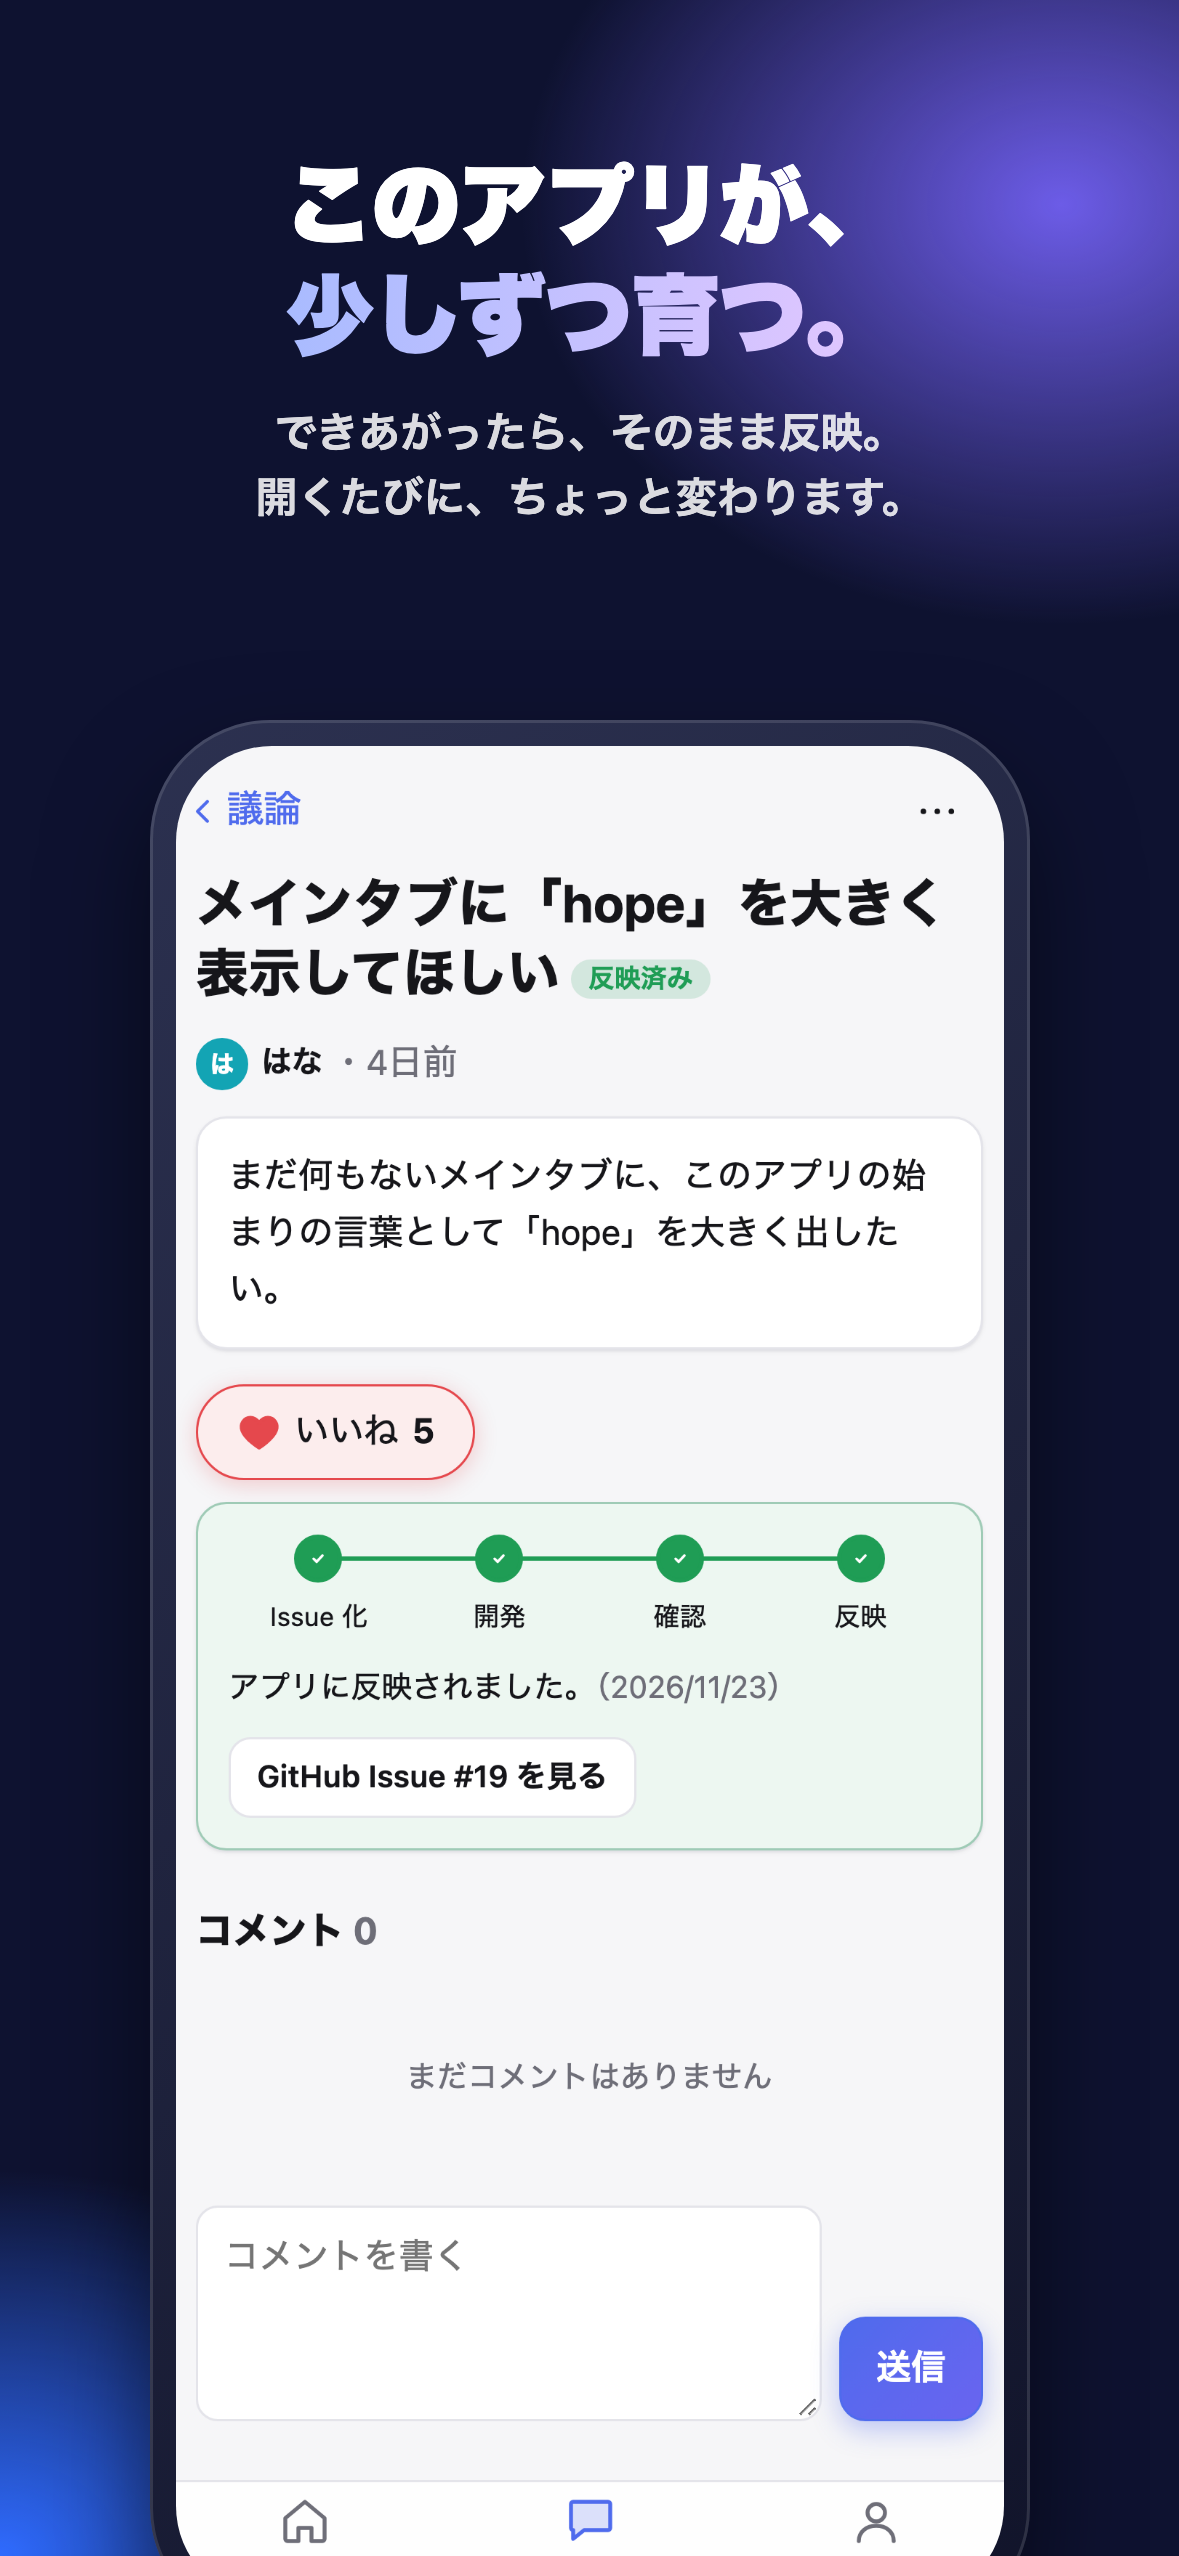 このアプリが、
少しずつ育つ。
できあがったら、そのまま反映。
開くたびに、ちょっと変わります。
議論
メインタブに「hope」を大きく
表示してほしい 反映済み
は はな ・4日前
まだ何もないメインタブに、このアプリの始
まりの言葉として「hope」を大きく出した
い。
いいね 5
Issue 化 開発 確認 反映
アプリに反映されました。(2026/11/23)
GitHub Issue #19 を見る
コメント 0
まだコメントはありません
コメントを書く
送信